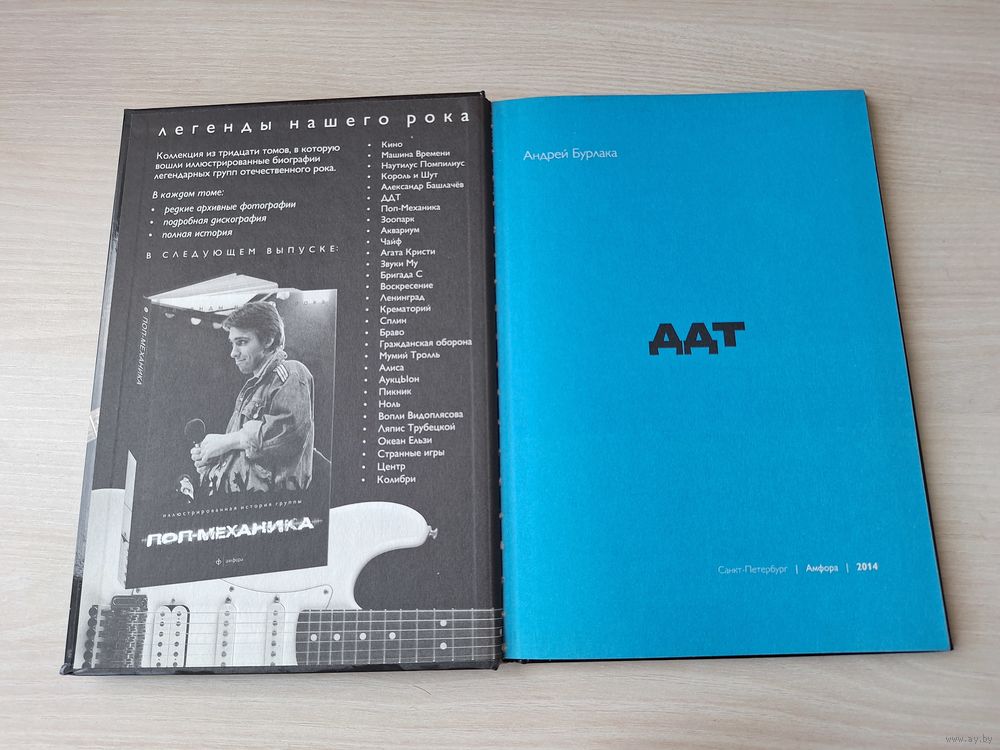 легенды нашего рока
Коллекция из тридцати томов, в которую
вошли иллюстрированные биографии
легендарных групп отечественного рока.
В каждом томе:
• редкие архивные фотографии
• подробная дискография
• полная история
В СЛЕДУЮЩЕМ ВЫПУСКЕ:
ПОП-МЕХАНИКА
иллюстрированная история группы
ПОП-МЕХАНИКА
амфора
• Кино
• Машина Времени
• Наутилус Помпилиус
• Король и Шут
• Александр Башлачёв
• ДДТ
• Поп-Механика
• Зоопарк
• Аквариум
• Чайф
• Агата Кристи
• Звуки Му
• Бригада С
• Воскресение
• Ленинград
• Крематорий
• Сплин
• Браво
• Гражданская оборона
• Мумий Тролль
• Алиса
• АукцЫон
• Пикник
• Ноль
• Вопли Видоплясова
• Ляпис Трубецкой
• Океан Ельзи
• Странные игры
• Центр
• Колибри
Андрей Бурлака
ДДТ
Санкт-Петербург | Амфора | 2014
www.ay.by